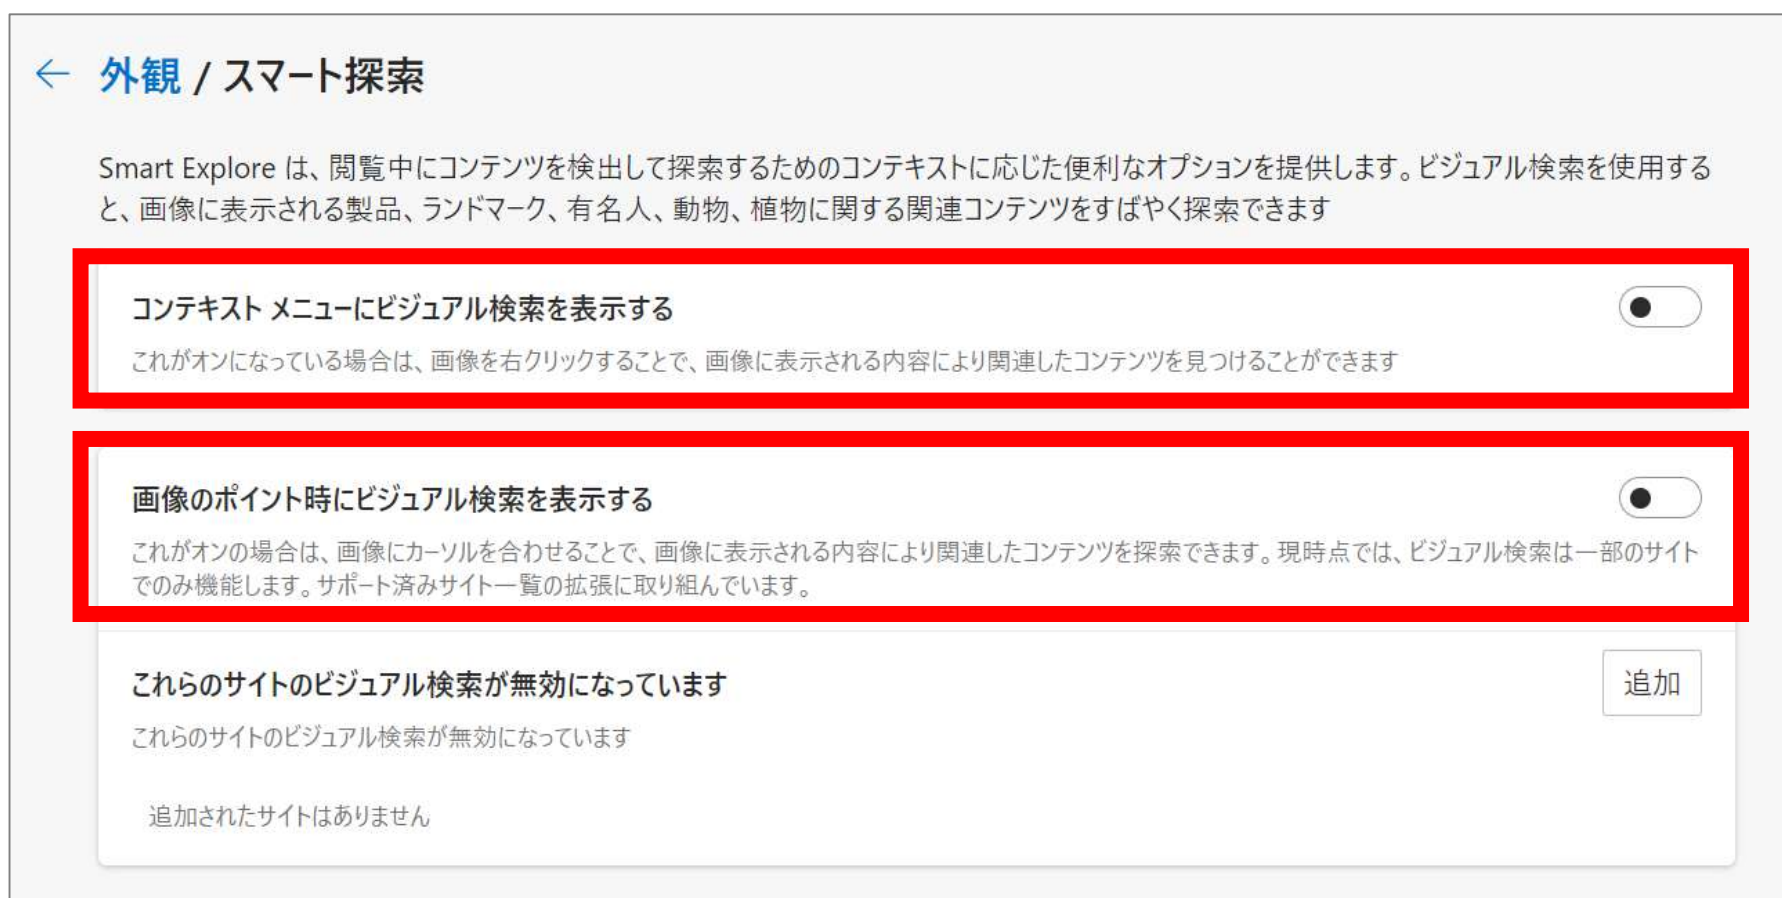 外観 / スマート探索
Smart Explore は、閲覧中にコンテンツを検出して探索するためのコンテキストに応じた便利なオプションを提供します。ビジュアル検索を使用する
と、画像に表示される製品、ランドマーク、有名人、動物、植物に関する関連コンテンツをすばやく探索できます
コンテキスト メニューにビジュアル検索を表示する
これがオンになっている場合は、画像を右クリックすることで、画像に表示される内容により関連したコンテンツを見つけることができます
画像のポイント時にビジュアル検索を表示する
これがオンの場合は、画像にカーソルを合わせることで、画像に表示される内容により関連したコンテンツを探索できます。現時点では、ビジュアル検索は一部のサイト
でのみ機能します。サポート済みサイト一覧の拡張に取り組んでいます。
これらのサイトのビジュアル検索が無効になっています
追加
これらのサイトのビジュアル検索が無効になっています
追加されたサイトはありません